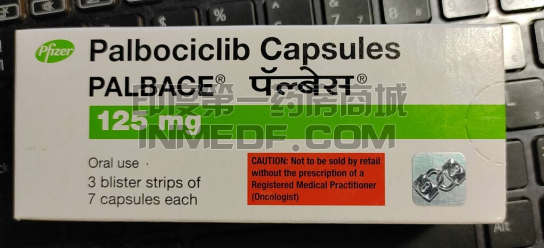 Pfizer
Palbociclib Capsules
PALBACE® पॅल्बेस®
印度第一药房商城
125 mg
INMEDF.COM
Oral use
3 blister strips of
7 capsules each
CAUTION: Not to be sold by retail
without the prescription of a
Registered Medical Practitioner
(Oncologist)
Alt